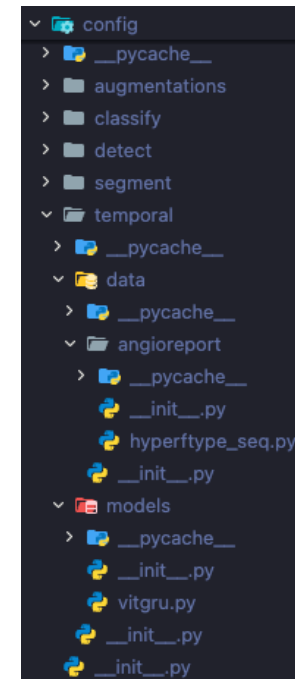 config
__pycache__
augmentations
classify
detect
segment
temporal
__pycache__
data
__pycache__
angioreport
__pycache__
__init__.py
hyperftype_seq.py
__init__.py
models
__pycache__
__init__.py
vitgru.py
__init__.py
__init__.py